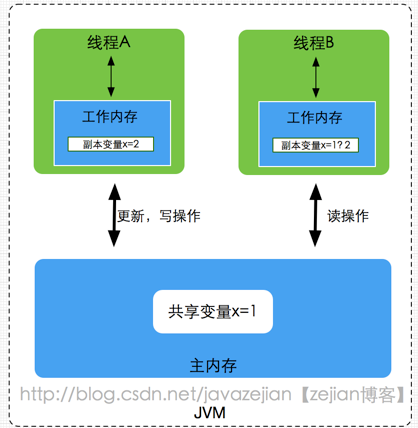 线程A
线程B
工作内存
工作内存
副本变量x=2
副本变量x=1? 2
更新，写操作
读操作
共享变量x=1
主内存
http://blog.csdn.net/javazejian【zejian博客】
JVM